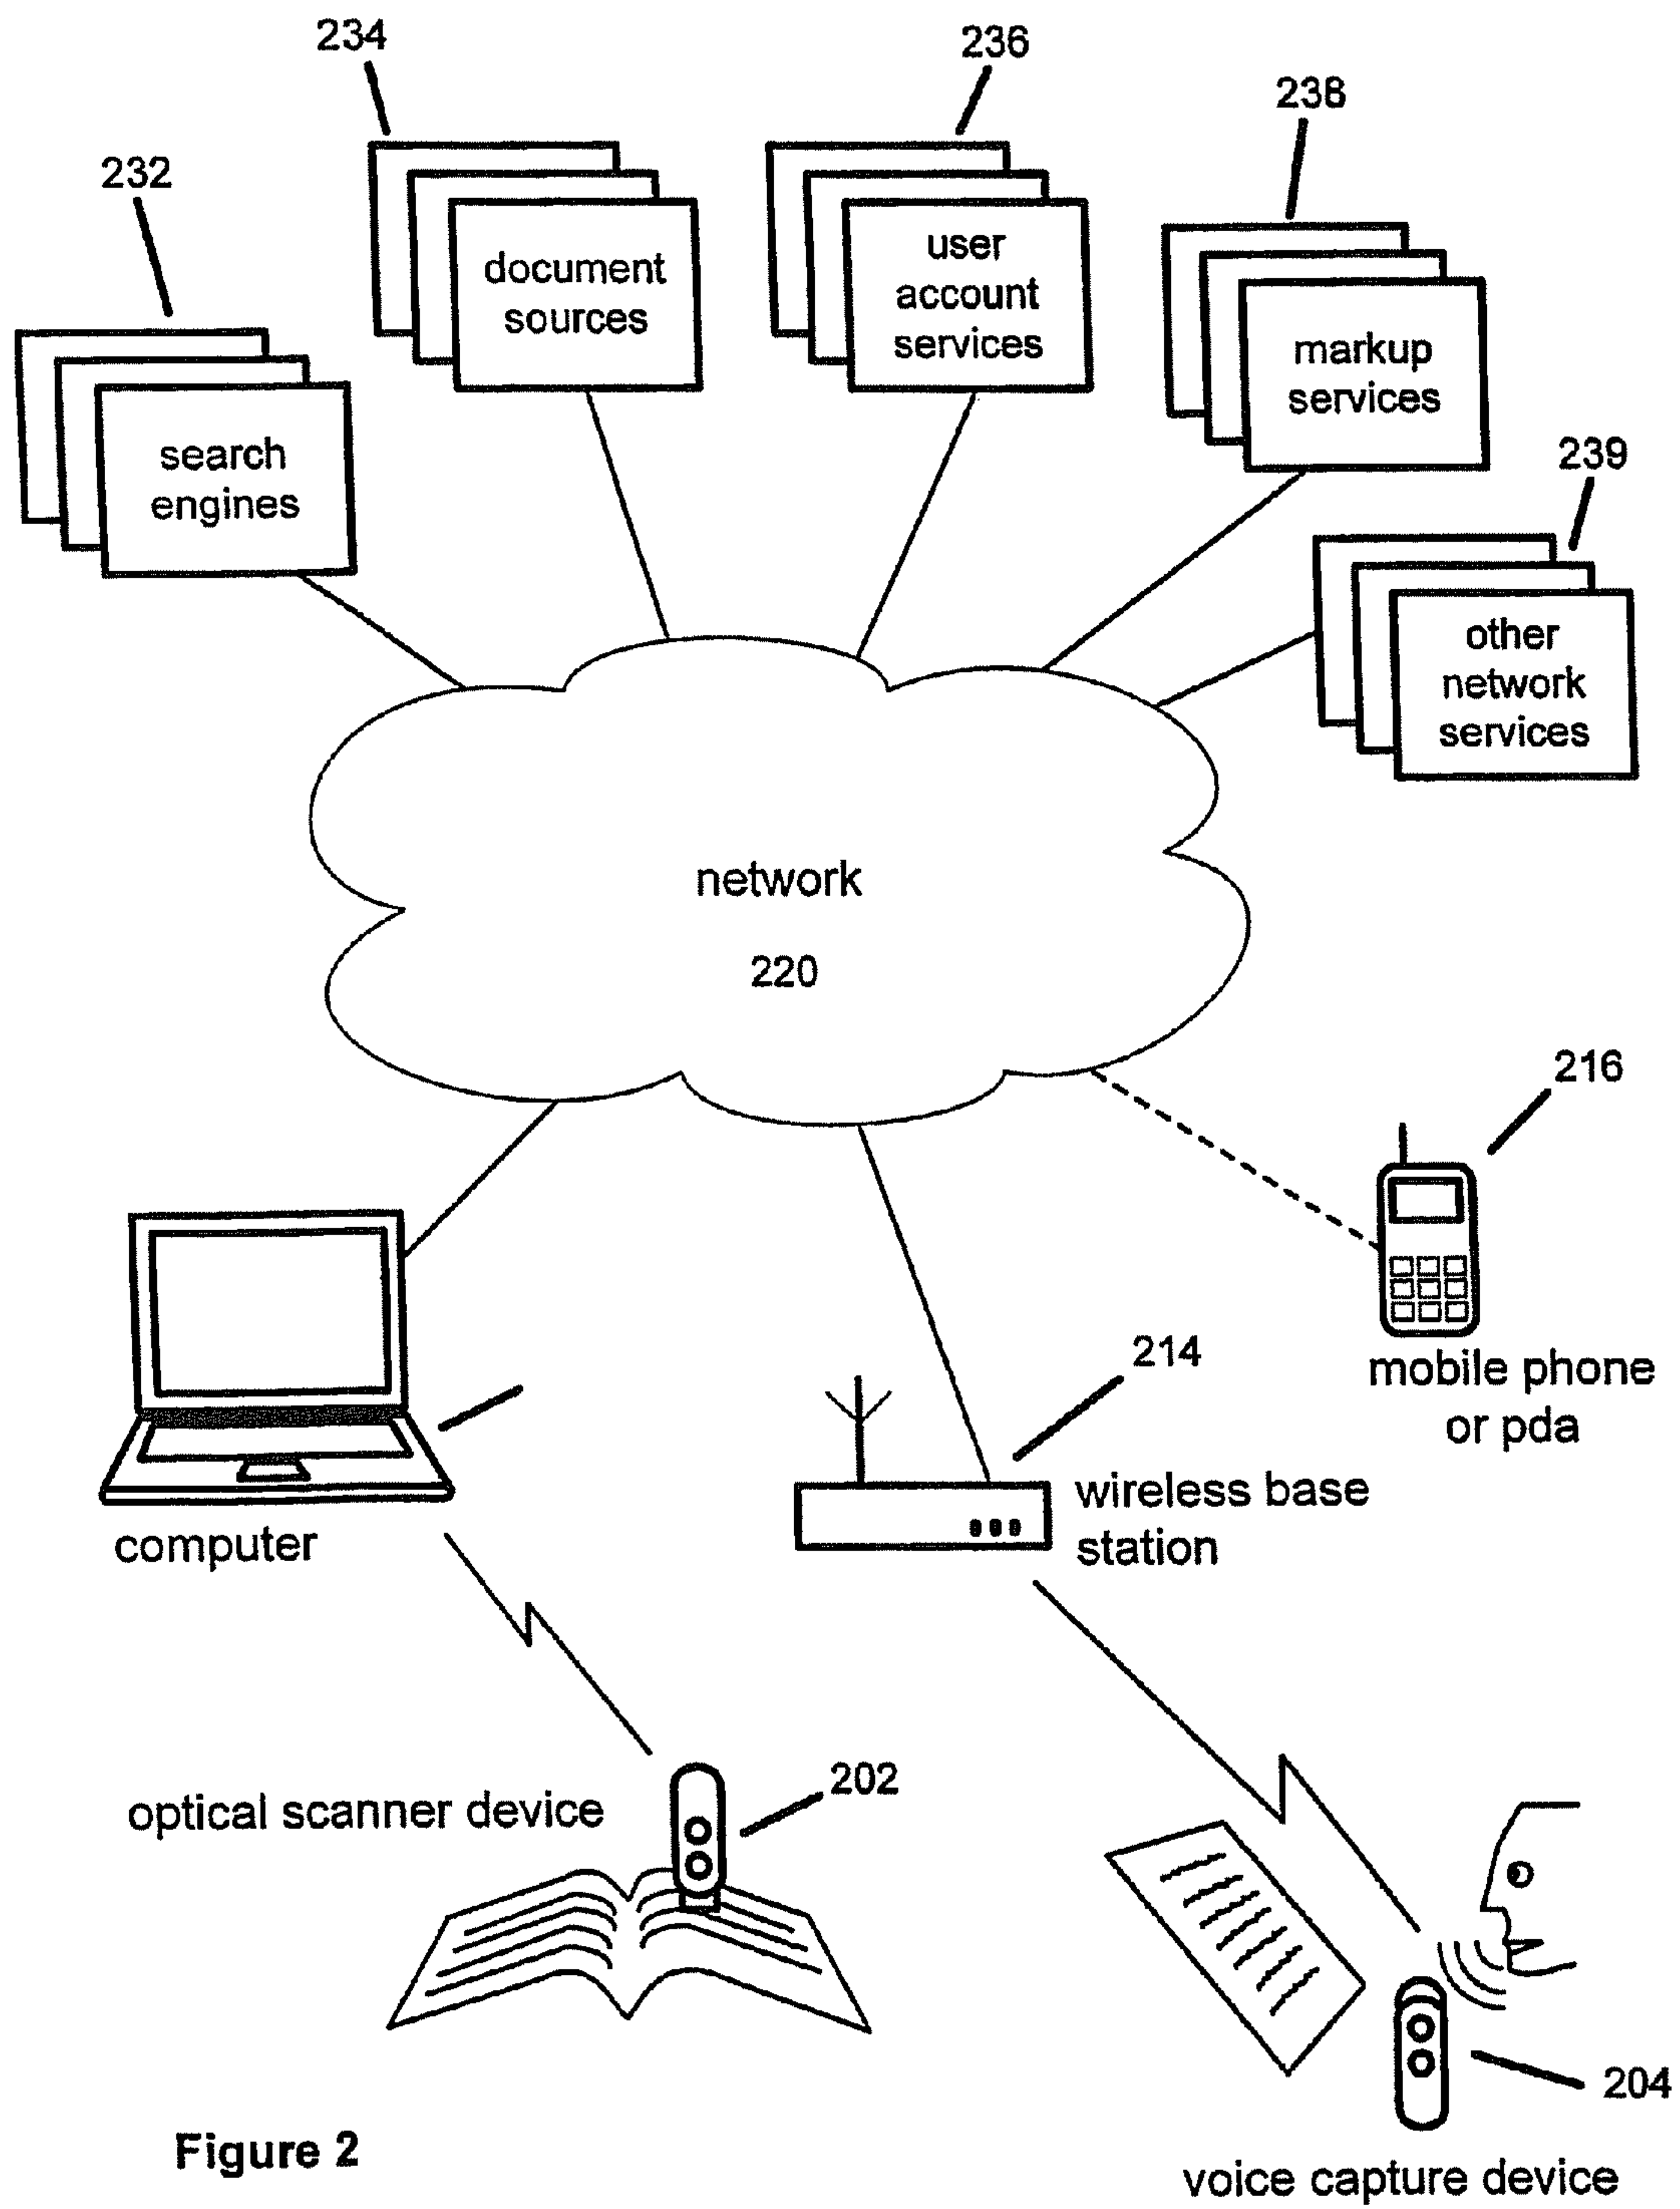 234
236
238
232
document
sources
user
account
services
markup
services
239
search
engines
other
network
services
network
220
216
mobile phone
or pda
214
wireless base
station
computer
202
optical scanner device
204
Figure 2
voice capture device